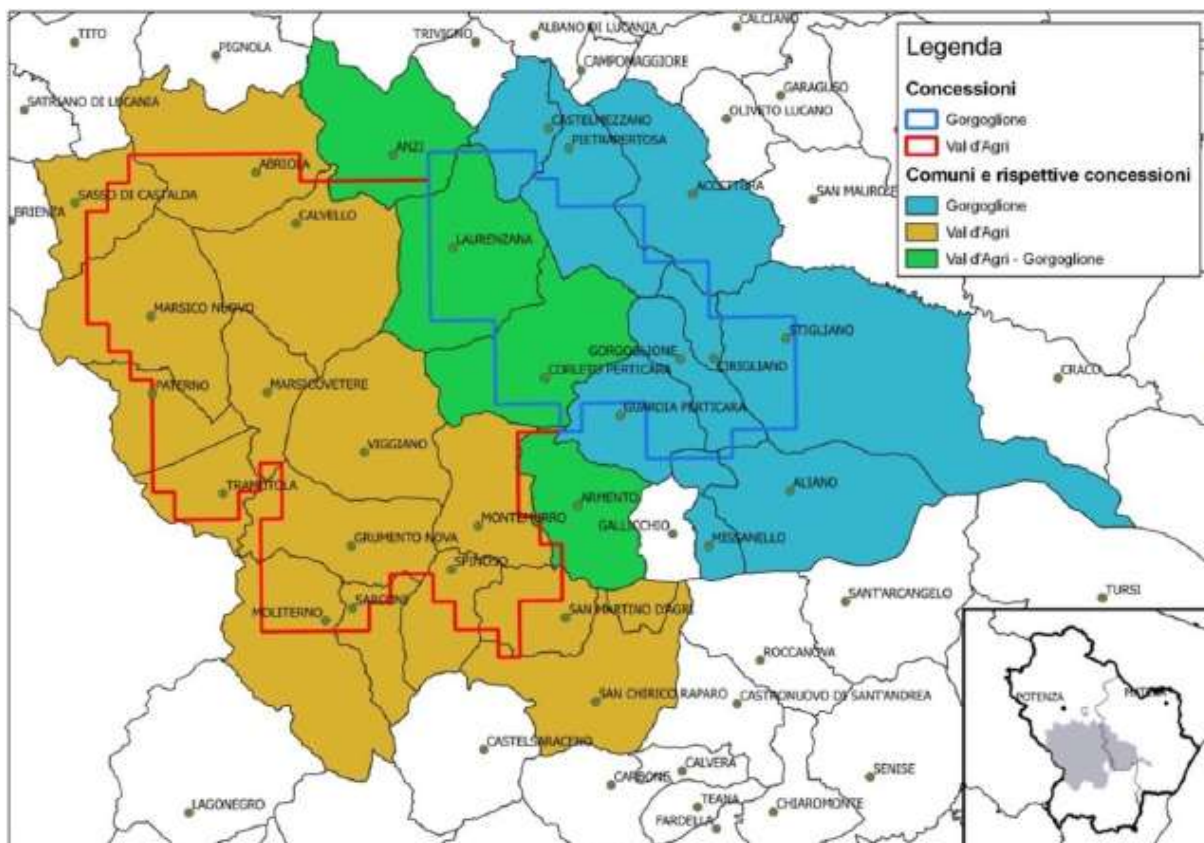 TITO
PIGNOLA
TRIVIGNO
ALBANO DI LUCANIA
CALCIANO
CAMPOMAGGIORE
GARAGUSO
SATRIANO DI LUCANIA
OLIVETO LUCANO
CASTELMEZZANO
PIETRAPERTOSA
ANZI
ABRIOLA
ACCETTURA
SAN MAURO
SASSO DI CASTALDA
BRIENZA
CALVELLO
LAURENZANA
MARSICO NUOVO
STIGLIANO
GORGOGLIONE
CIRIGLIANO
CRACO
CORLETO PERTICARA
PATERNO
MARSICOVETERE
GUARDIA PERTICARA
VIGGIANO
TRAMUTOLA
ALIANO
ARMENTO
MONTEMURRO
GALLICCHIO
GRUMENTO NOVA
MISSANELLO
SPINOSO
SARCONI
MOLITERNO
SAN MARTINO D'AGRI
SANT'ARCANGELO
TURSI
ROCCANOVA
SAN CHIRICO RAPARO
CASTRONUOVO DI SANT'ANDREA
CASTELSARACENO
CALVERA
CARBONE
SENISE
TEANA
CHIAROMONTE
FARDELLA
LAGONEGRO
Legenda
Concessioni
Gorgoglione
Val d'Agri
Comuni e rispettive concessioni
Gorgoglione
Val d'Agri
Val d'Agri - Gorgoglione
POTENZA
MATERA